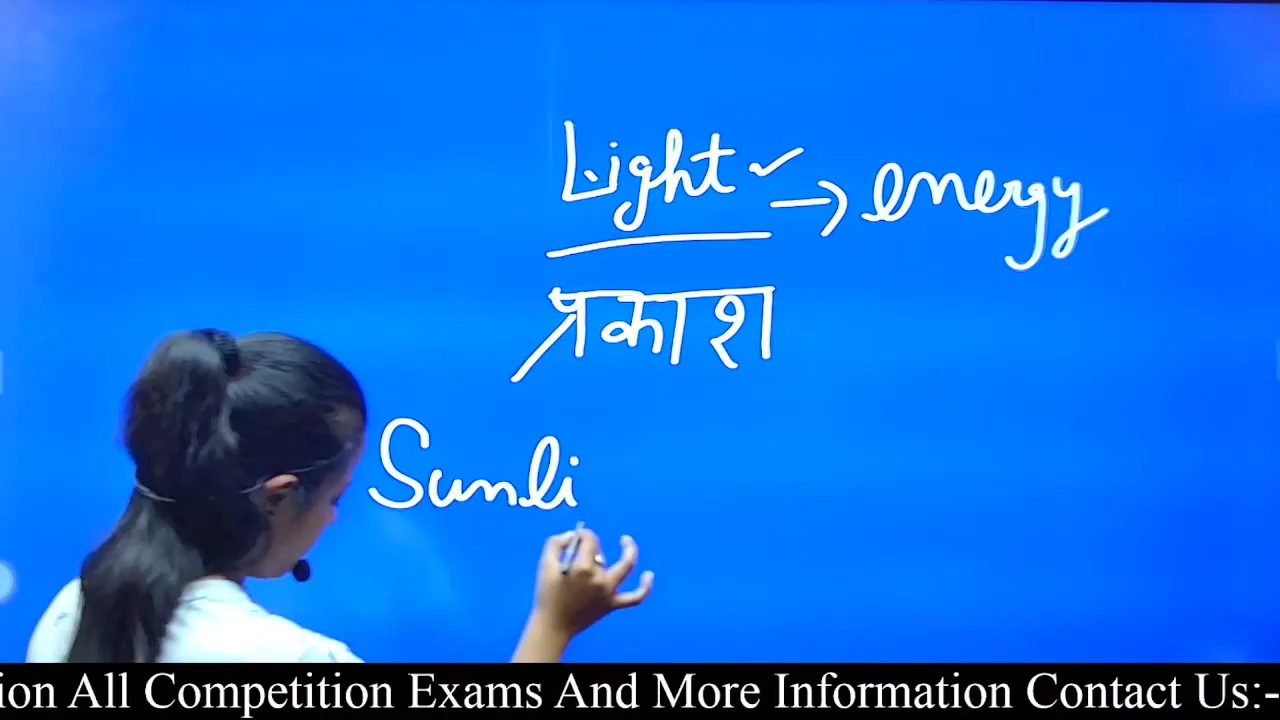 Light ✓ → energy
प्रकाश
Sunli
ion All Competition Exams And More Information Contact Us:-